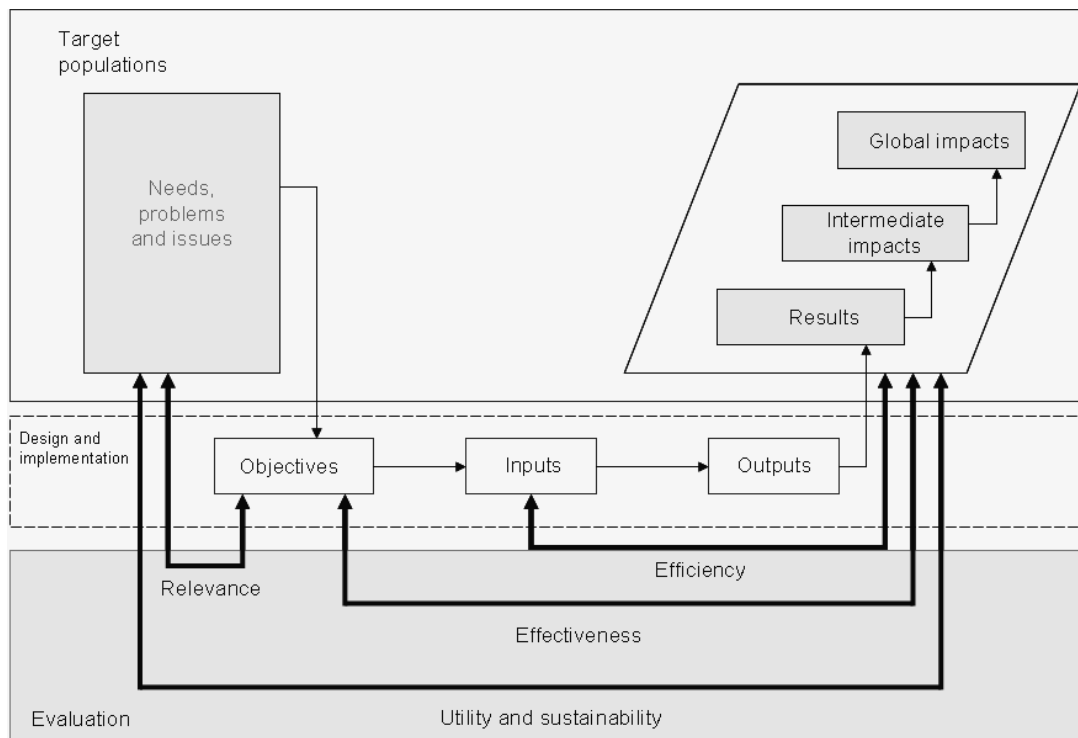 Target
populations
Needs,
problems
and issues
Global impacts
Intermediate
impacts
Results
Design and
implementation
Objectives
Inputs
Outputs
Relevance
Efficiency
Effectiveness
Evaluation
Utility and sustainability